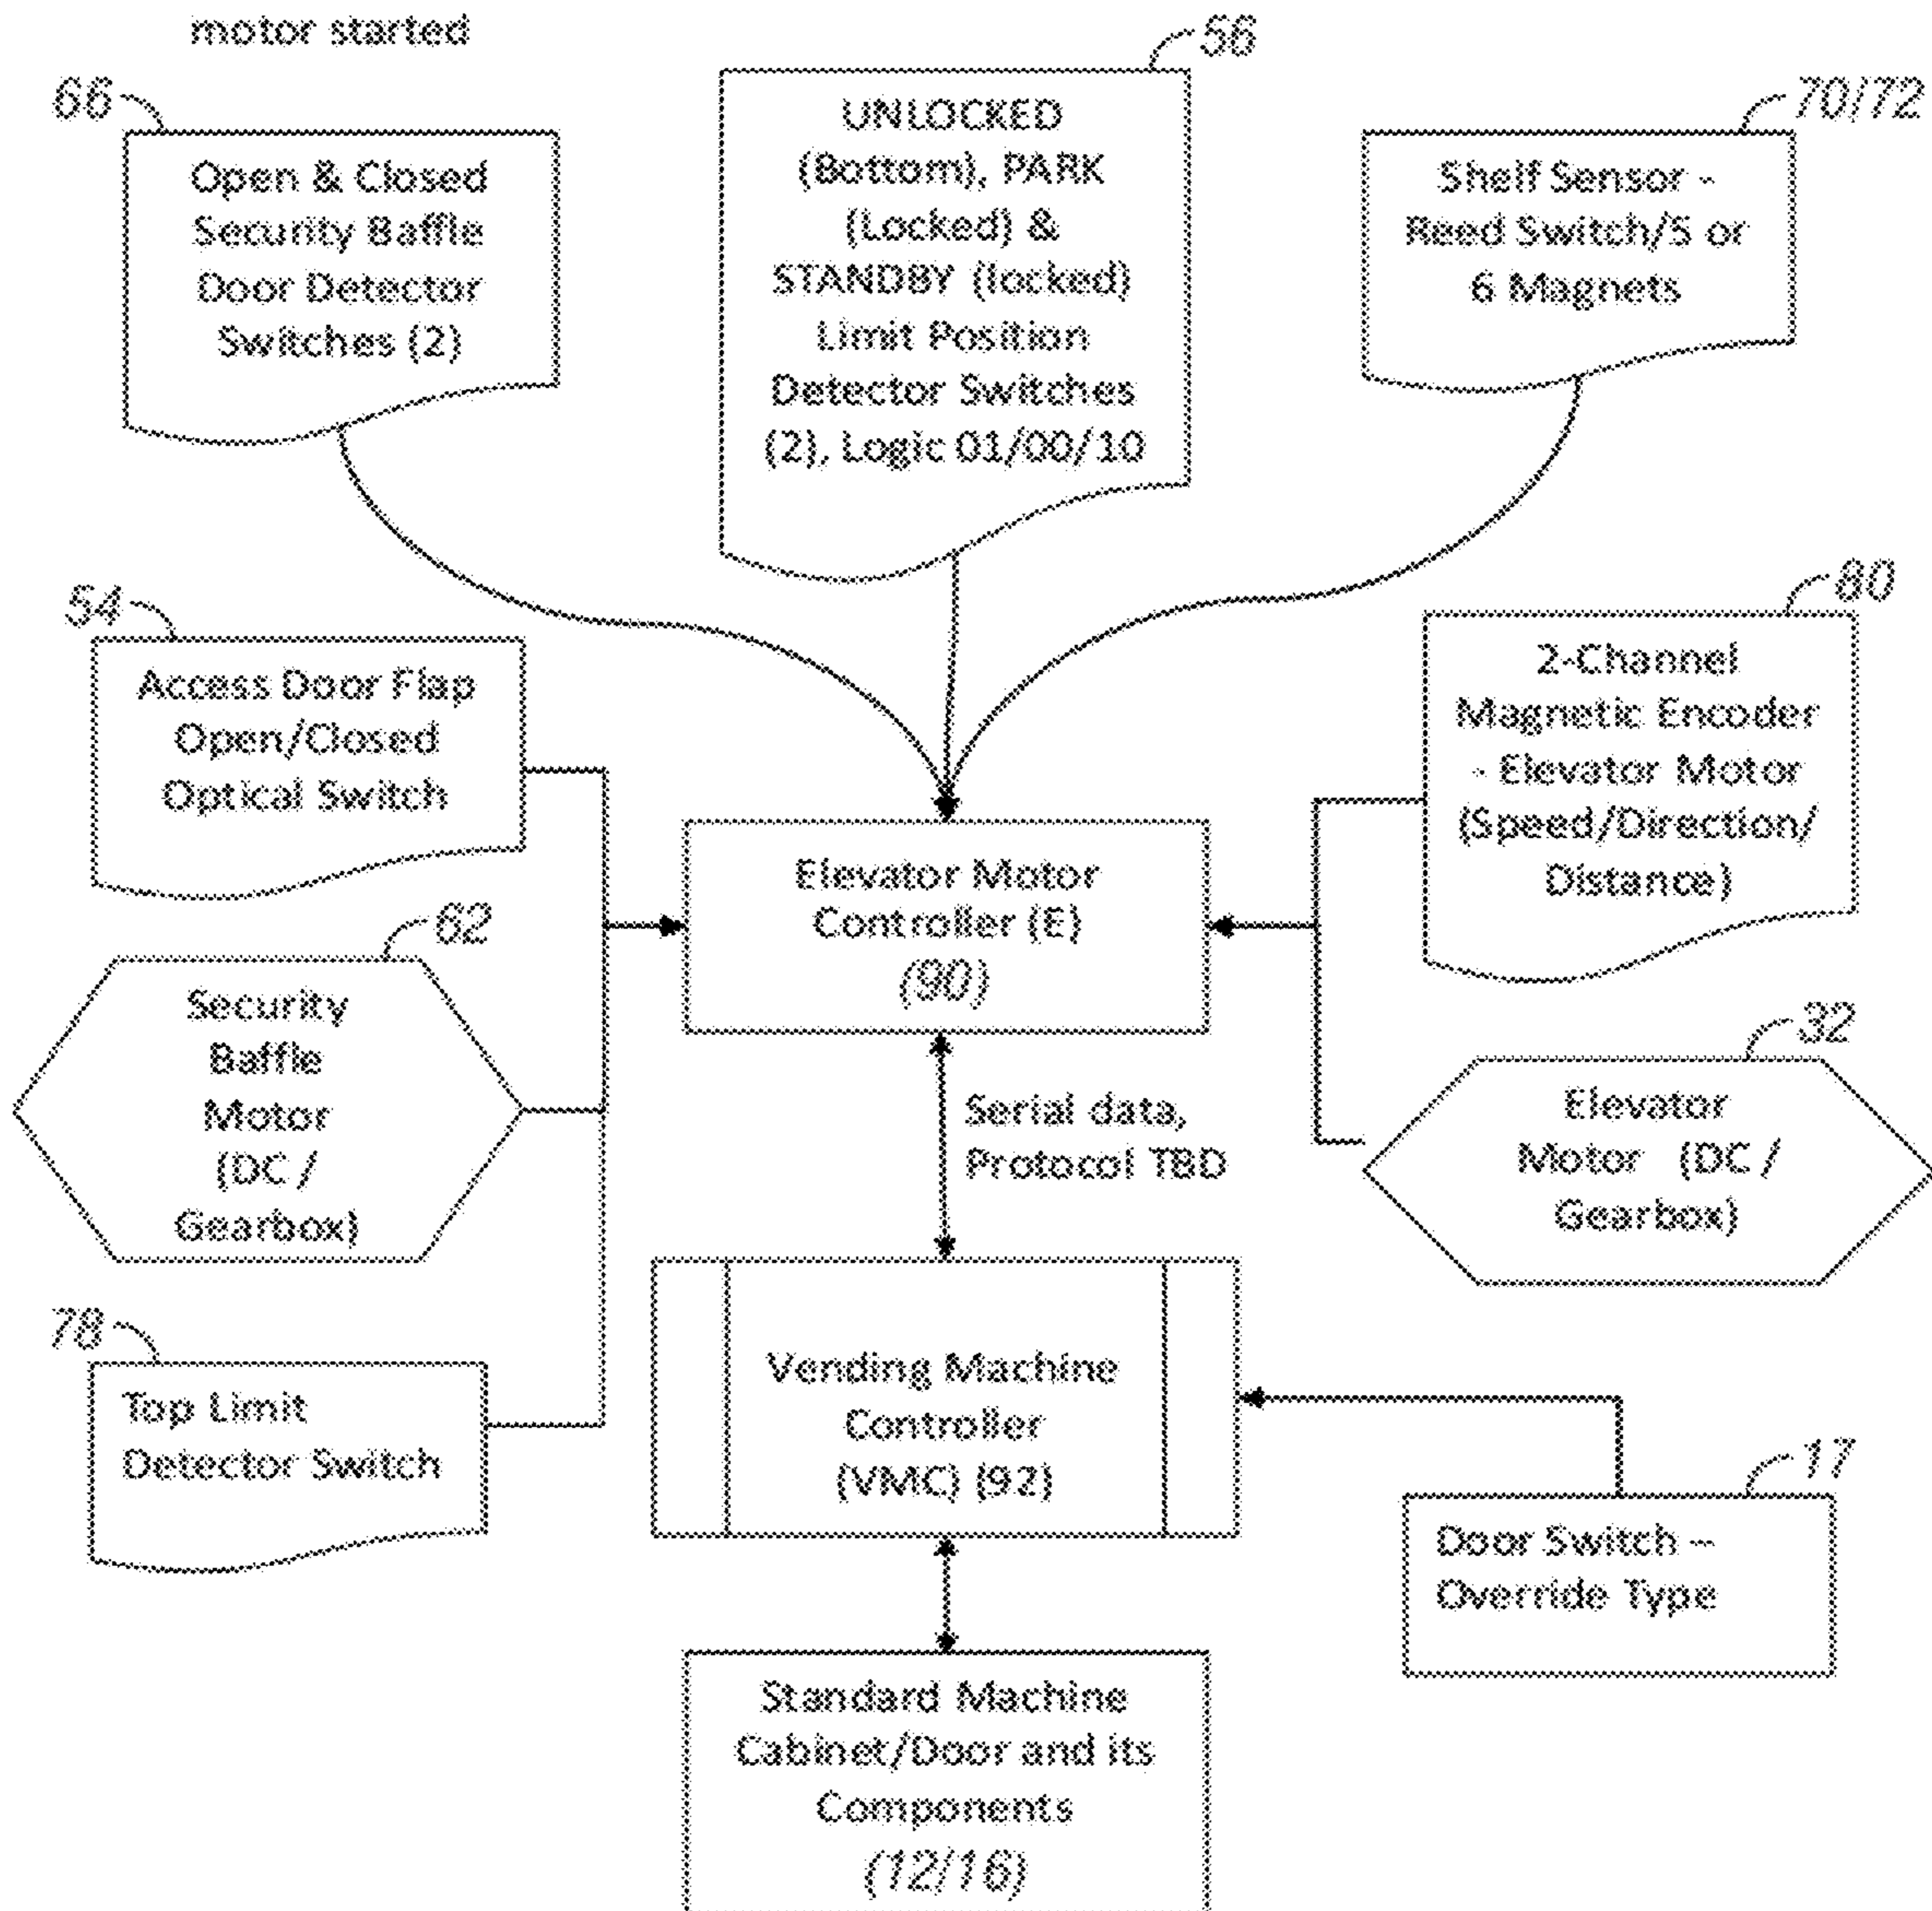 motor started
66
Open & Closed
Security Baffle
Door Detector
Switches (2)
56
UNLOCKED
(Bottom), PARK
(Locked) &
STANDBY (locked)
Limit Position
Detector Switches
(2), Logic 01/00/10
70/72
Shelf Sensor -
Reed Switch/5 or
6 Magnets
54
Access Door Flap
Open/Closed
Optical Switch
80
2-Channel
Magnetic Encoder
- Elevator Motor
(Speed/Direction/
Distance)
Elevator Motor
Controller (E)
(90)
62
Security
Baffle
Motor
(DC /
Gearbox)
32
Elevator
Motor (DC /
Gearbox)
Serial data,
Protocol TBD
78
Top Limit
Detector Switch
Vending Machine
Controller
(VMC) (92)
17
Door Switch –
Override Type
Standard Machine
Cabinet/Door and its
Components
(12/16)